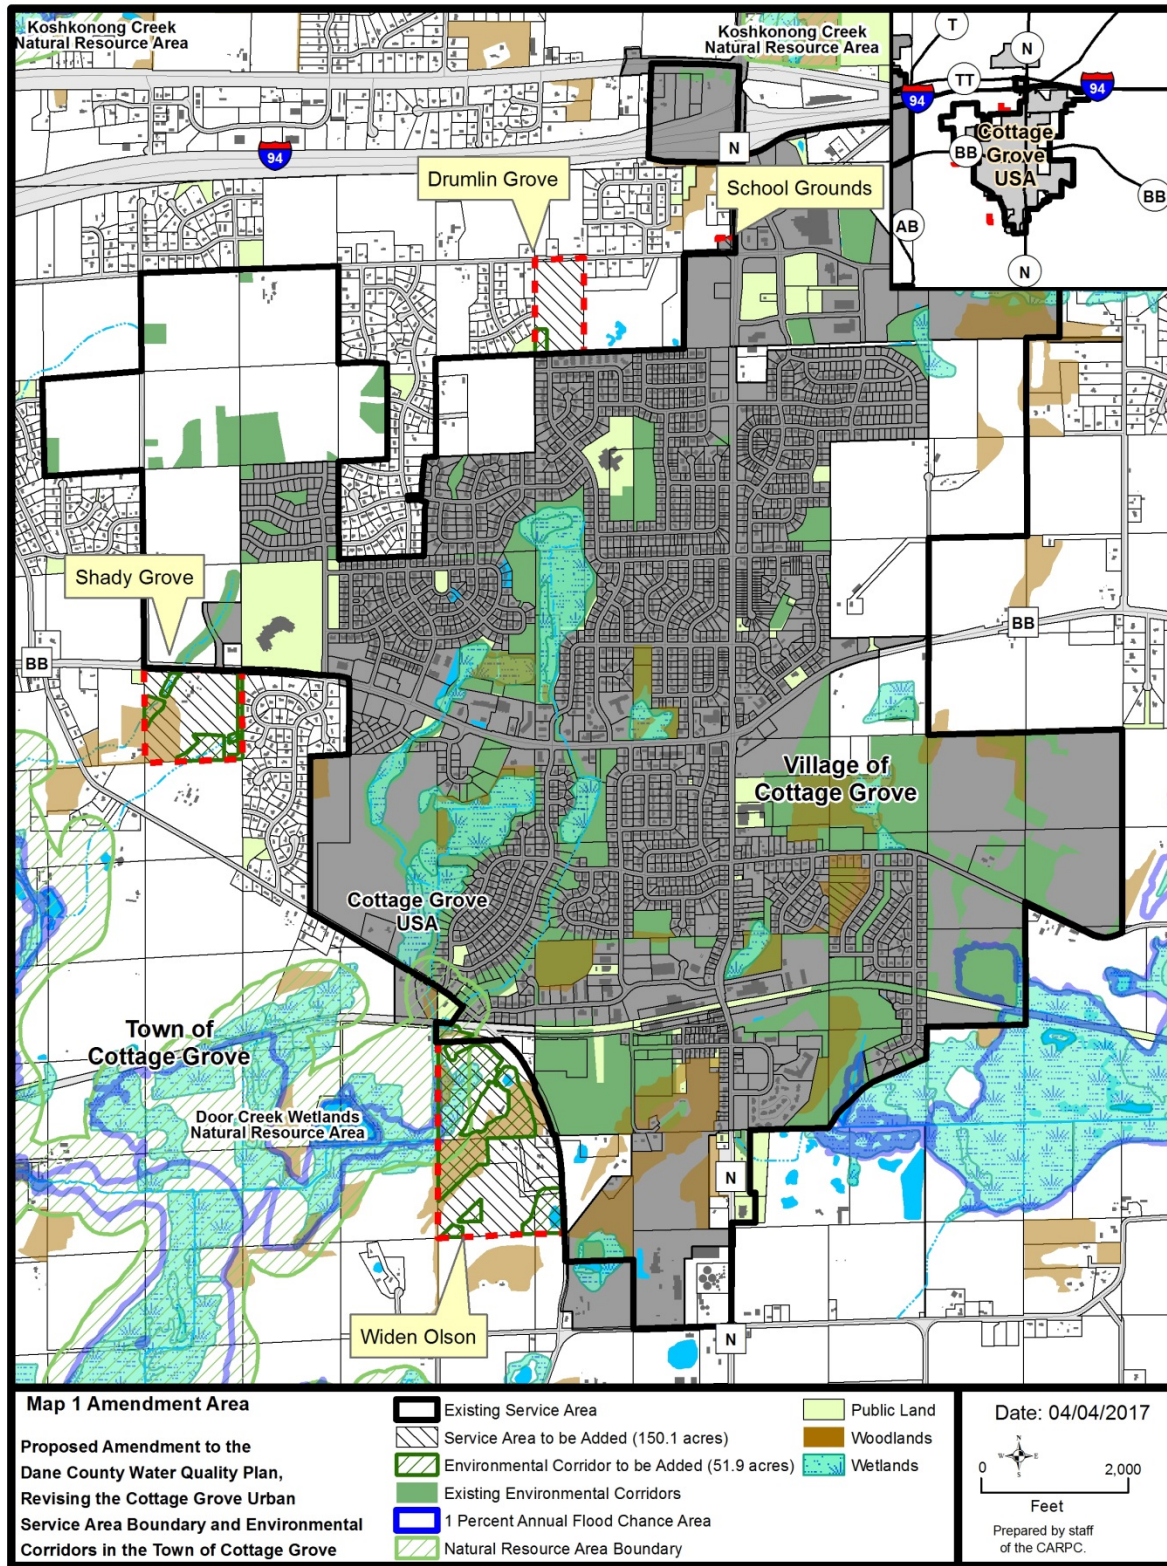 Koshkonong Creek
Natural Resource Area
Koshkonong Creek
Natural Resource Area
T
N
TT
94
94
Cottage
Grove
USA
BB
BB
AB
N
94
N
Drumlin Grove
School Grounds
Shady Grove
BB
BB
Village of
Cottage Grove
Cottage Grove
USA
Town of
Cottage Grove
Door Creek Wetlands
Natural Resource Area
N
Widen Olson
N
Map 1 Amendment Area
Proposed Amendment to the
Dane County Water Quality Plan,
Revising the Cottage Grove Urban
Service Area Boundary and Environmental
Corridors in the Town of Cottage Grove
Existing Service Area
Service Area to be Added (150.1 acres)
Environmental Corridor to be Added (51.9 acres)
Existing Environmental Corridors
1 Percent Annual Flood Chance Area
Natural Resource Area Boundary
Public Land
Woodlands
Wetlands
Date: 04/04/2017
N
W E
S
0 2,000
Feet
Prepared by staff
of the CARPC.